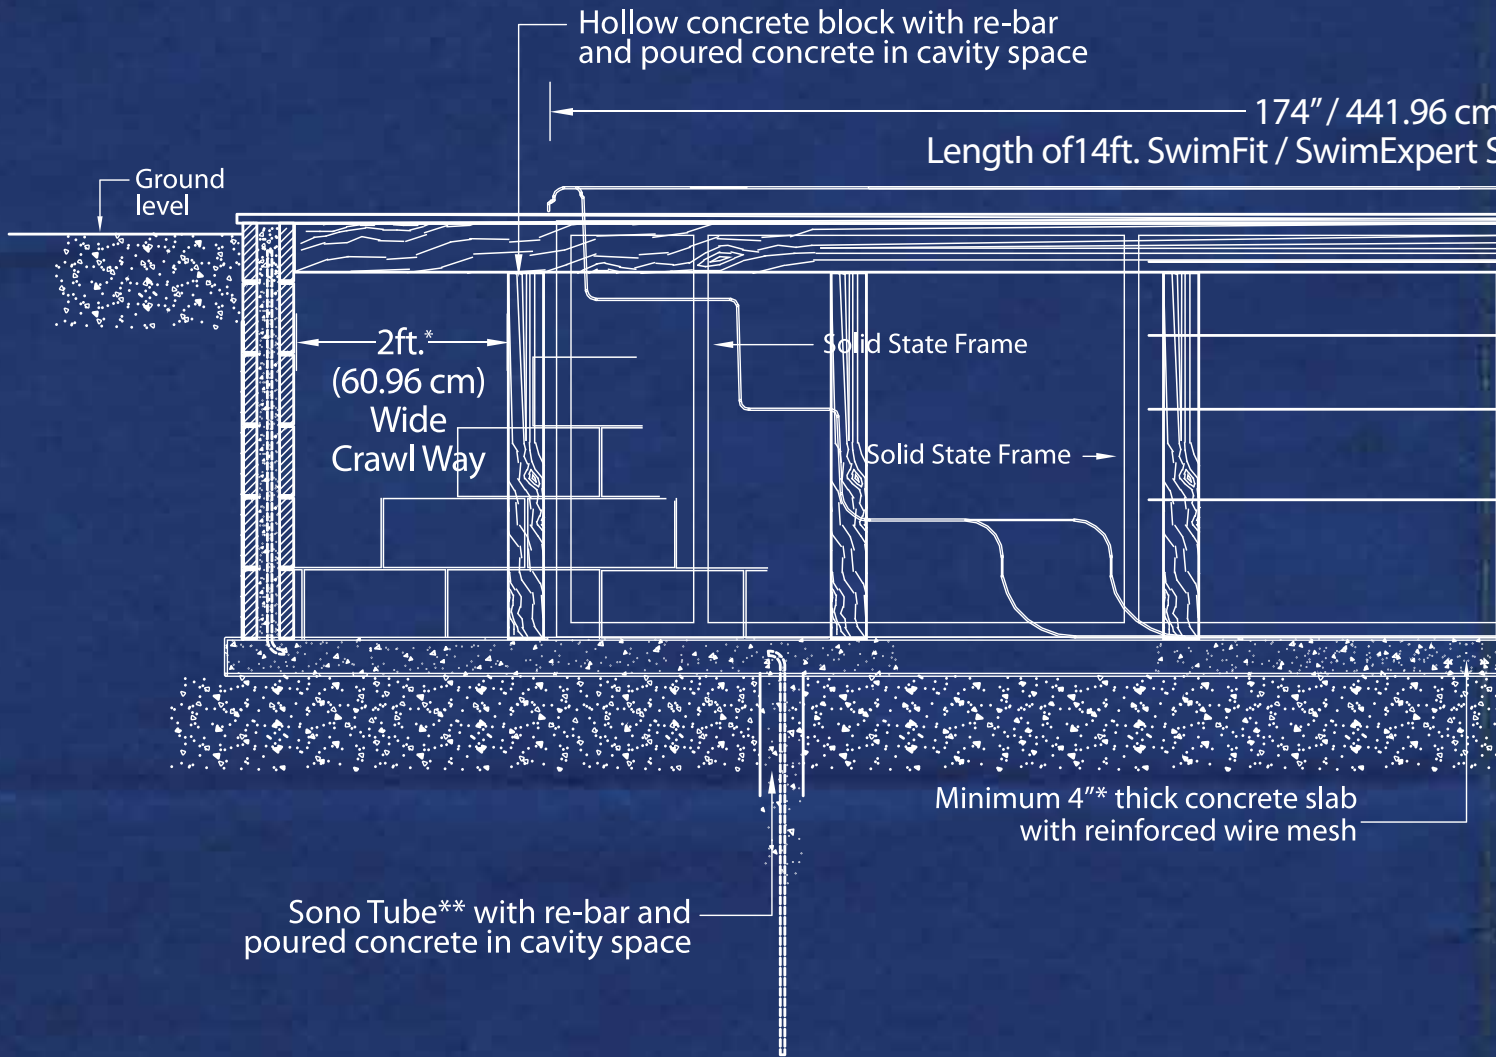 Hollow concrete block with re-bar
and poured concrete in cavity space
174” / 441.96 cm
Length of14ft. SwimFit / SwimExpert S
Ground
level
2ft.*
(60.96 cm)
Wide
Crawl Way
Solid State Frame
Solid State Frame
Minimum 4”* thick concrete slab
with reinforced wire mesh
Sono Tube** with re-bar and
poured concrete in cavity space